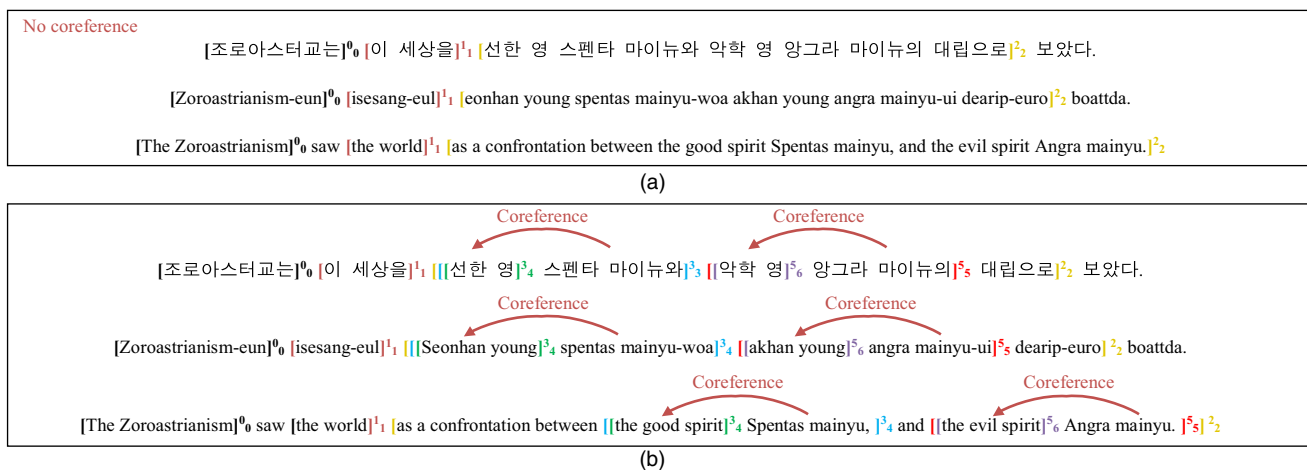 No coreference
[조로아스터교는]⁰₀ [이 세상을]¹₁ [선한 영 스펜타 마이뉴와 악학 영 앙그라 마이뉴의 대립으로]²₂ 보았다.
[Zoroastrianism-eun]⁰₀ [isesang-eul]¹₁ [eonhan young spentas mainyu-woa akhan young angra mainyu-ui dearip-euro]²₂ boattda.
[The Zoroastrianism]⁰₀ saw [the world]¹₁ [as a confrontation between the good spirit Spentas mainyu, and the evil spirit Angra mainyu.]²₂
(a)
Coreference Coreference
[조로아스터교는]⁰₀ [이 세상을]¹₁ [[[선한 영]³₄ 스펜타 마이뉴와]³₃ [[악학 영]⁵₆ 앙그라 마이뉴의]⁵₅ 대립으로]²₂ 보았다.
Coreference Coreference
[Zoroastrianism-eun]⁰₀ [isesang-eul]¹₁ [[[Seonhan young]³₄ spentas mainyu-woa]³₄ [[akhan young]⁵₆ angra mainyu-ui]⁵₅ dearip-euro]²₂ boattda.
Coreference Coreference
[The Zoroastrianism]⁰₀ saw [the world]¹₁ [as a confrontation between [[the good spirit]³₄ Spentas mainyu, ]³₄ and [[the evil spirit]⁵₆ Angra mainyu. ]⁵₅]²₂
(b)